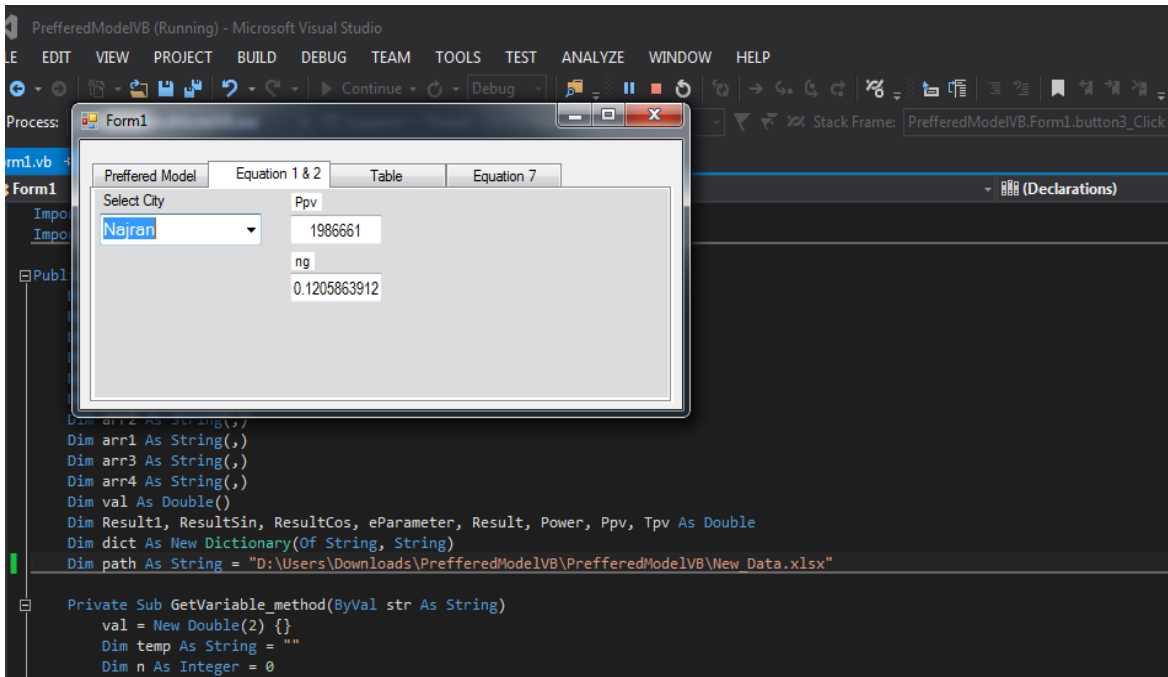 PrefferedModelVB (Running) - Microsoft Visual Studio
LE EDIT VIEW PROJECT BUILD DEBUG TEAM TOOLS TEST ANALYZE WINDOW HELP
Continue Debug
Process: Form1 Stack Frame: PrefferedModelVB.Form1.button3_Click
orm1.vb
Preffered Model Equation 1 & 2 Table Equation 7
Form1 (Declarations)
Select City Ppv
Impo
Najran 1986661
Impo
ng
Publ
0.1205863912
Dim arr2 As String(,)
Dim arr1 As String(,)
Dim arr3 As String(,)
Dim arr4 As String(,)
Dim val As Double()
Dim Result1, ResultSin, ResultCos, eParameter, Result, Power, Ppv, Tpv As Double
Dim dict As New Dictionary(Of String, String)
Dim path As String = "D:\Users\Downloads\PrefferedModelVB\PrefferedModelVB\New_Data.xlsx"
Private Sub GetVariable_method(ByVal str As String)
val = New Double(2) {}
Dim temp As String = ""
Dim n As Integer = 0